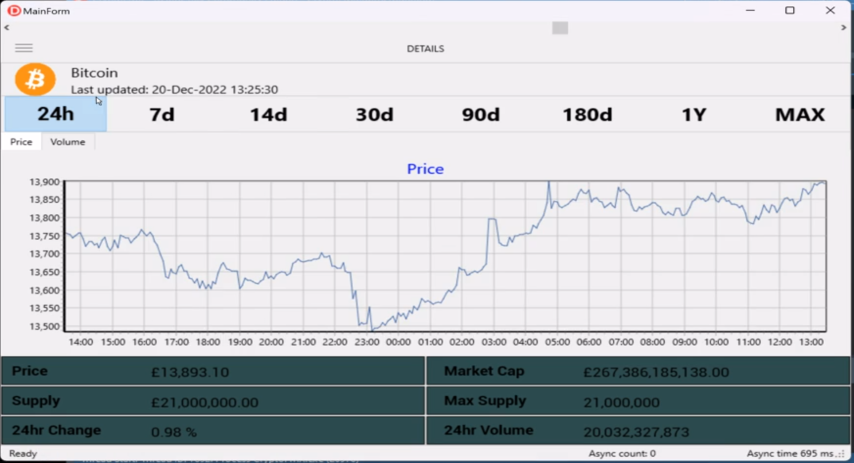 MainForm
DETAILS
Bitcoin
Last updated: 20-Dec-2022 13:25:30
24h 7d 14d 30d 90d 180d 1Y MAX
Price Volume
Price
13,900
13,850
13,800
13,750
13,700
13,650
13,600
13,550
13,500
14:00 15:00 16:00 17:00 18:00 19:00 20:00 21:00 22:00 23:00 00:00 01:00 02:00 03:00 04:00 05:00 06:00 07:00 08:00 09:00 10:00 11:00 12:00 13:00
Price £13,893.10 Market Cap £267,386,185,138.00
Supply £21,000,000.00 Max Supply 21,000,000
24hr Change 0.98 % 24hr Volume 20,032,327,873
Ready Async count: 0 Async time 695 ms